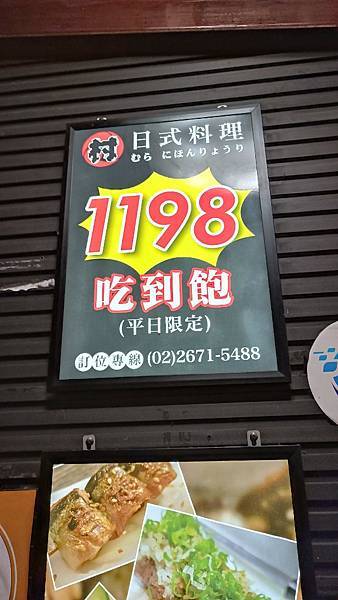 村 日式料理
むら にほんりょうり
1198
吃到飽
(平日限定)
訂位專線 (02)2671-5488